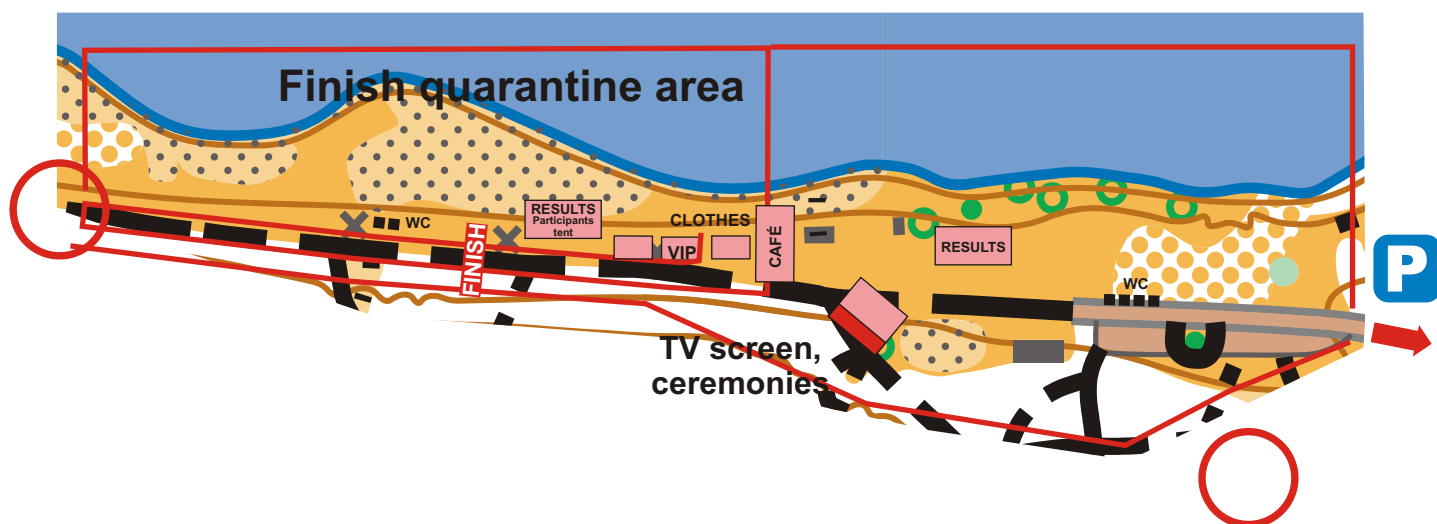 Finish quarantine area
RESULTS
Participants
tent
WC
CLOTHES
FINISH
VIP
CAFÉ
RESULTS
P
WC
TV screen,
ceremonies